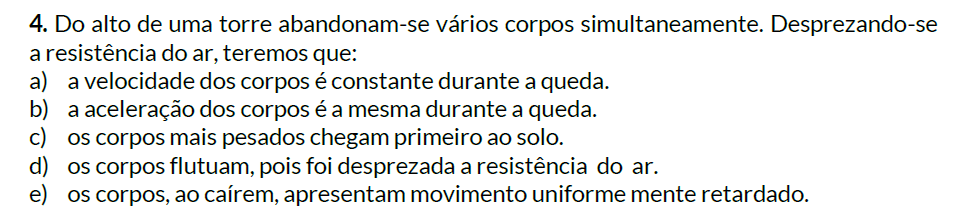 4. Do alto de uma torre abandonam-se vários corpos simultaneamente. Desprezando-se
a resistência do ar, teremos que:
a) a velocidade dos corpos é constante durante a queda.
b) a aceleração dos corpos é a mesma durante a queda.
c) os corpos mais pesados chegam primeiro ao solo.
d) os corpos flutuam, pois foi desprezada a resistência do ar.
e) os corpos, ao caírem, apresentam movimento uniforme mente retardado.